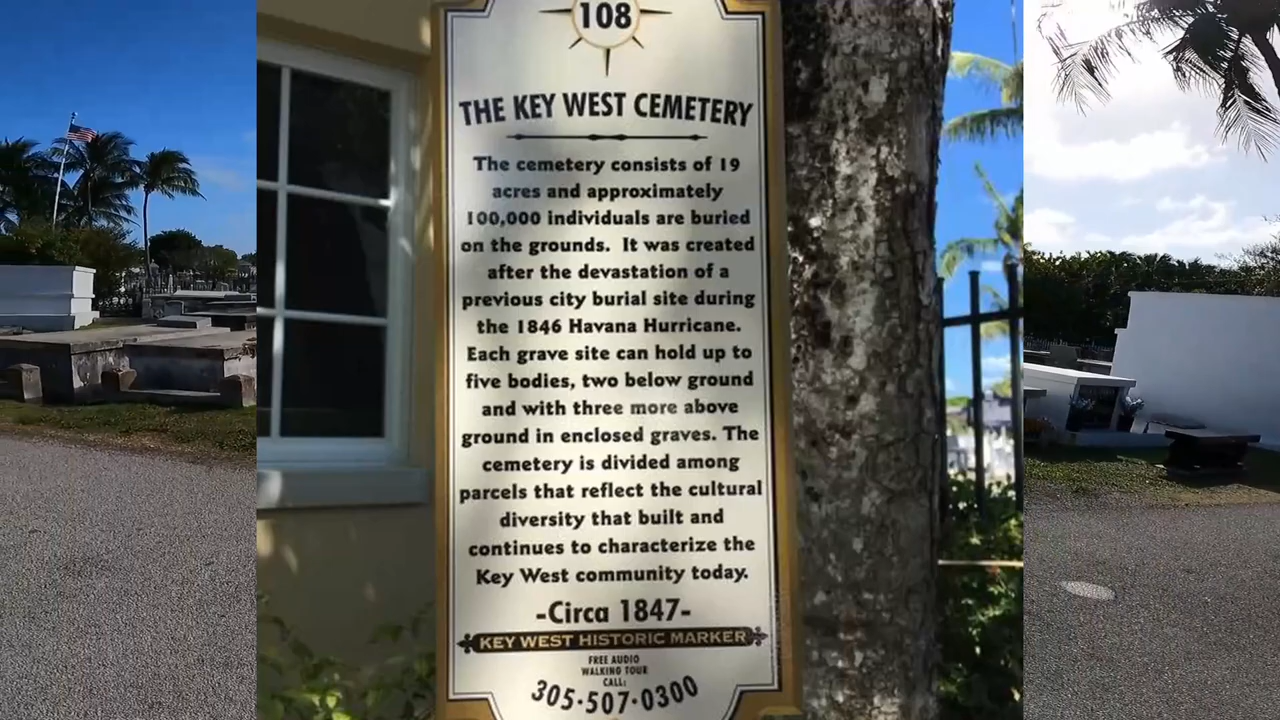 108
THE KEY WEST CEMETERY
The cemetery consists of 19
acres and approximately
100,000 individuals are buried
on the grounds. It was created
after the devastation of a
previous city burial site during
the 1846 Havana Hurricane.
Each grave site can hold up to
five bodies, two below ground
and with three more above
ground in enclosed graves. The
cemetery is divided among
parcels that reflect the cultural
diversity that built and
continues to characterize the
Key West community today.
-Circa 1847-
KEY WEST HISTORIC MARKER
FREE AUDIO
WALKING TOUR
CALL:
305·507·0300